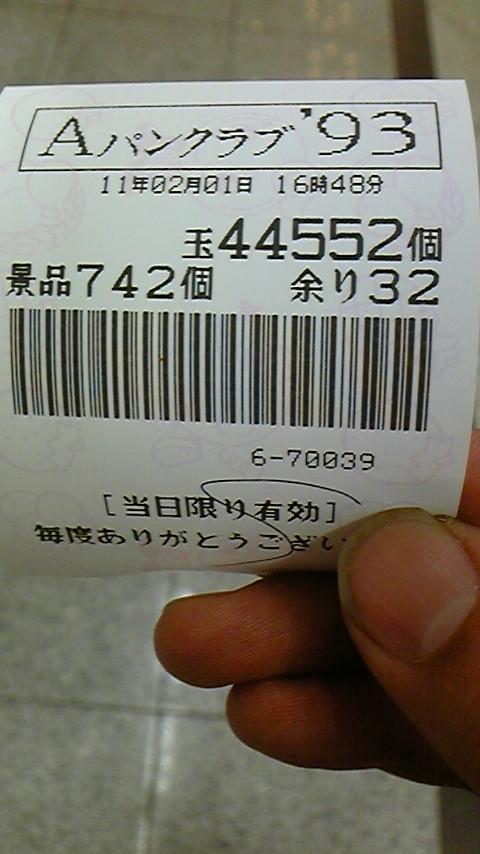 Aパンクラブ'93
11年02月01日 16時48分
玉44552個
景品742個 余り32
6-70039
[当日限り有効]
毎度ありがとうござい